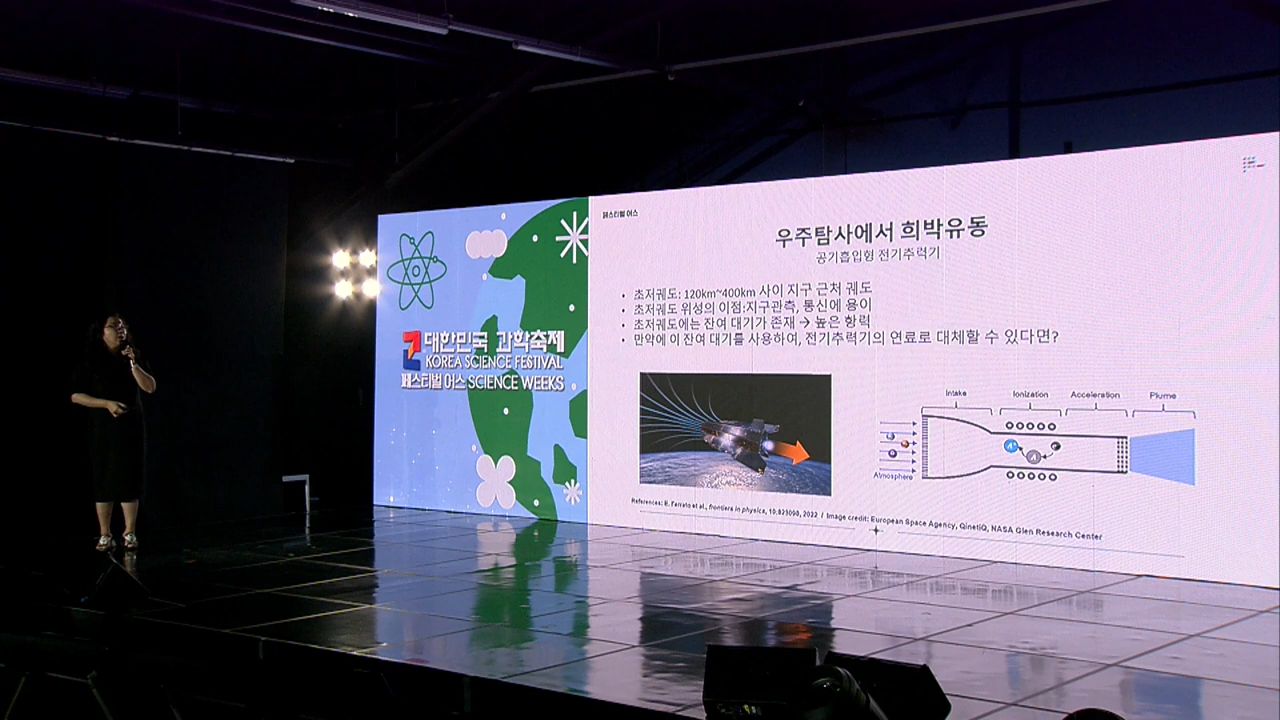 대한민국 과학축제
KOREA SCIENCE FESTIVAL
페스티벌 어스 SCIENCE WEEKS
페스티벌 어스
우주탐사에서 희박유동
공기흡입형 전기추력기
• 초저궤도: 120km~400km 사이 지구 근처 궤도
• 초저궤도 위성의 이점:지구관측, 통신에 용이
• 초저궤도에는 잔여 대기가 존재 → 높은 항력
• 만약에 이 잔여 대기를 사용하여, 전기추력기의 연료로 대체할 수 있다면?
Intake Ionization Acceleration Plume
Atmosphere
References: E. Ferrato et al., frontiers in physics, 10:823098, 2022 / Image credit: European Space Agency, QinetiQ, NASA Glen Research Center